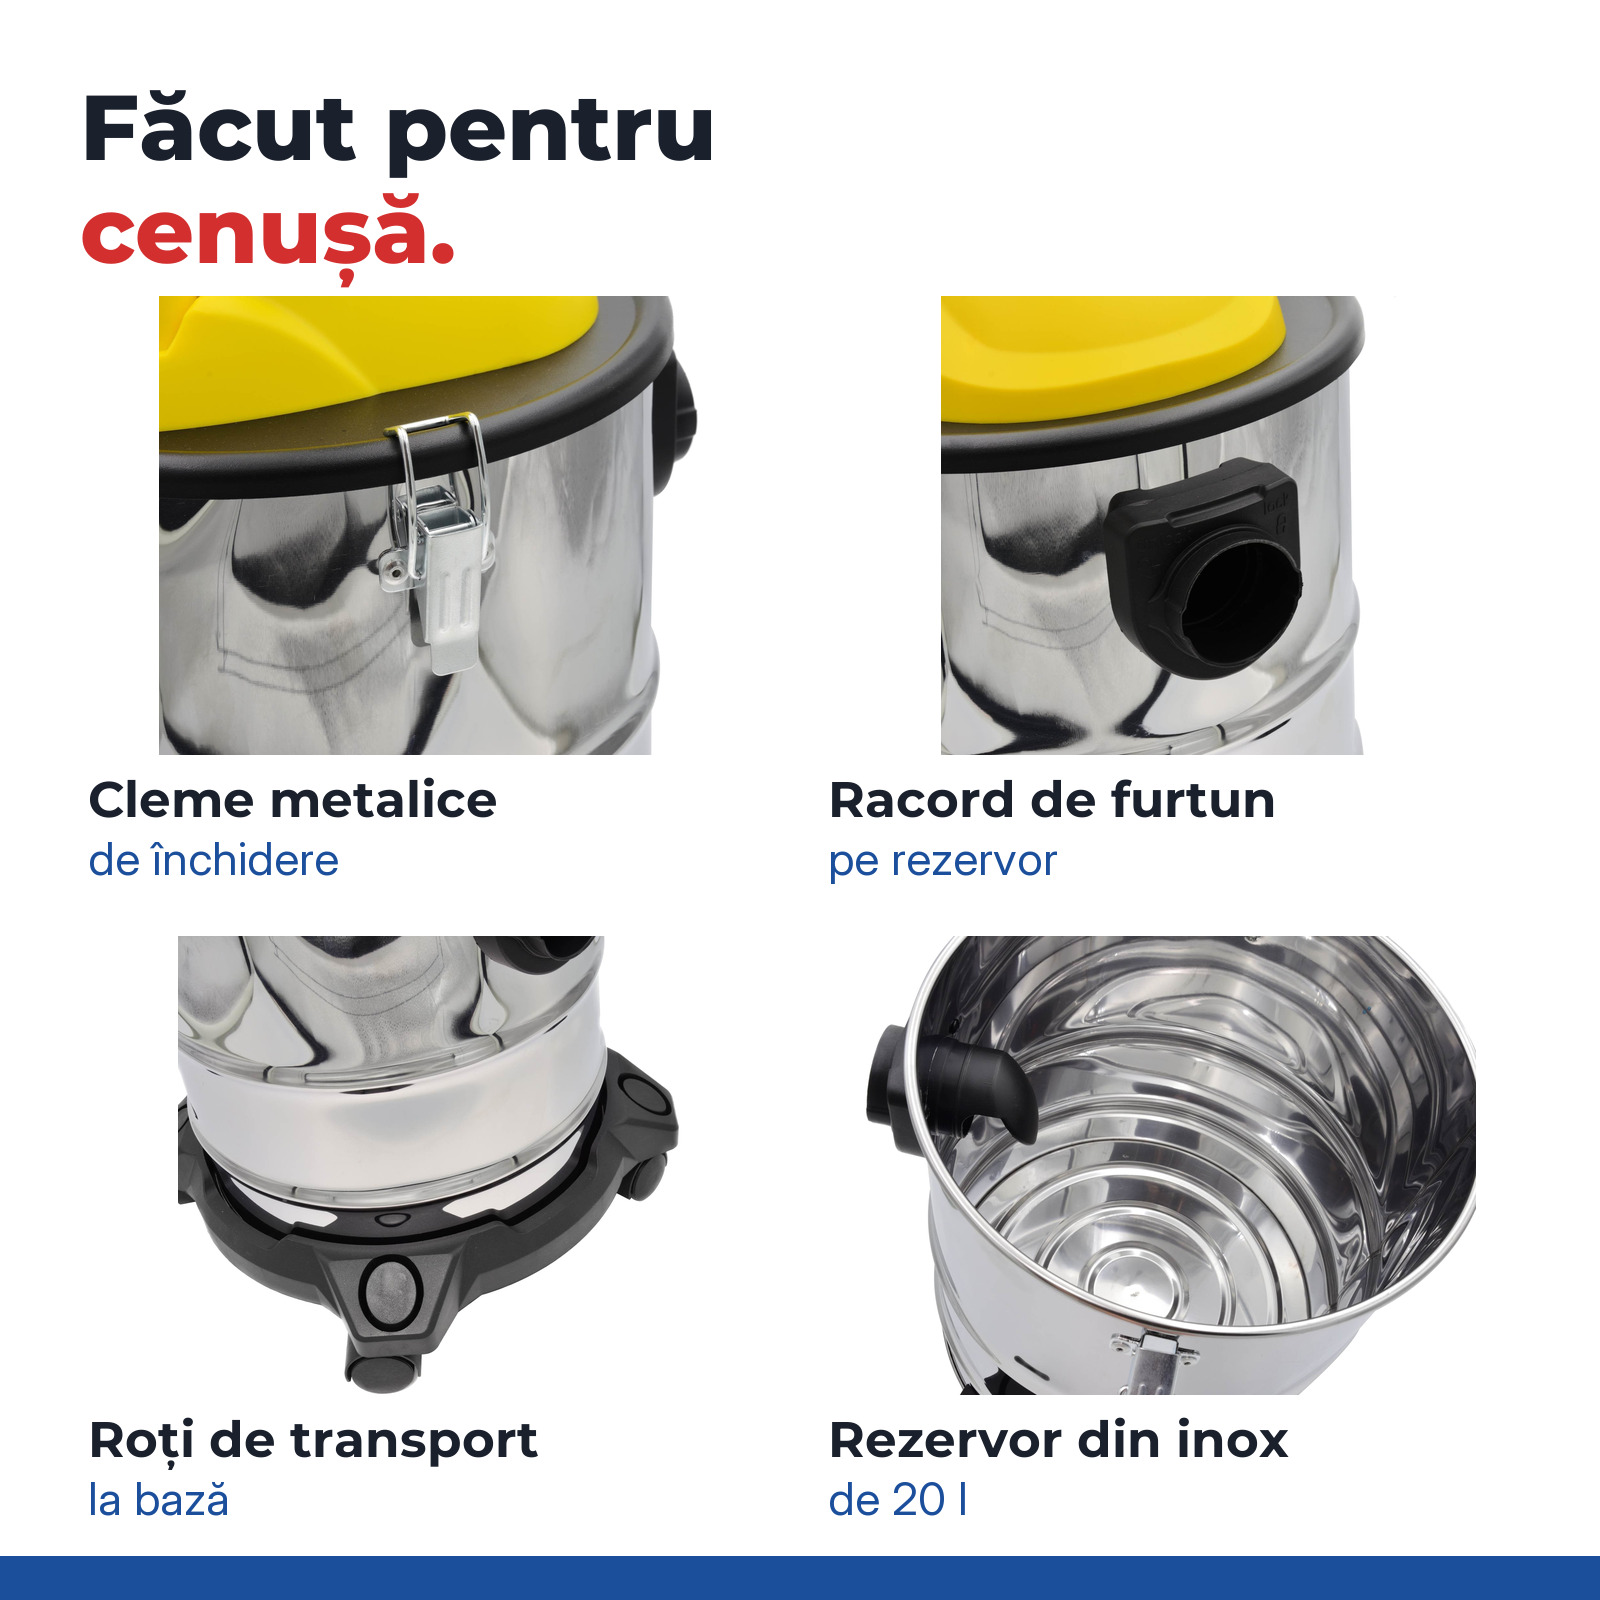 Făcut pentru
cenușă.
lock
Cleme metalice
de închidere
Racord de furtun
pe rezervor
Roți de transport
la bază
Rezervor din inox
de 20 l